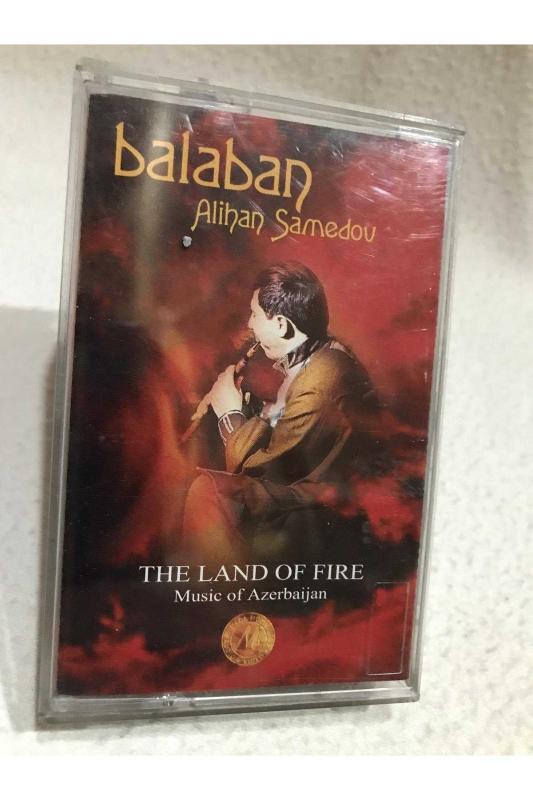 balaban
Alihan Samedov
THE LAND OF FIRE
Music of Azerbaijan